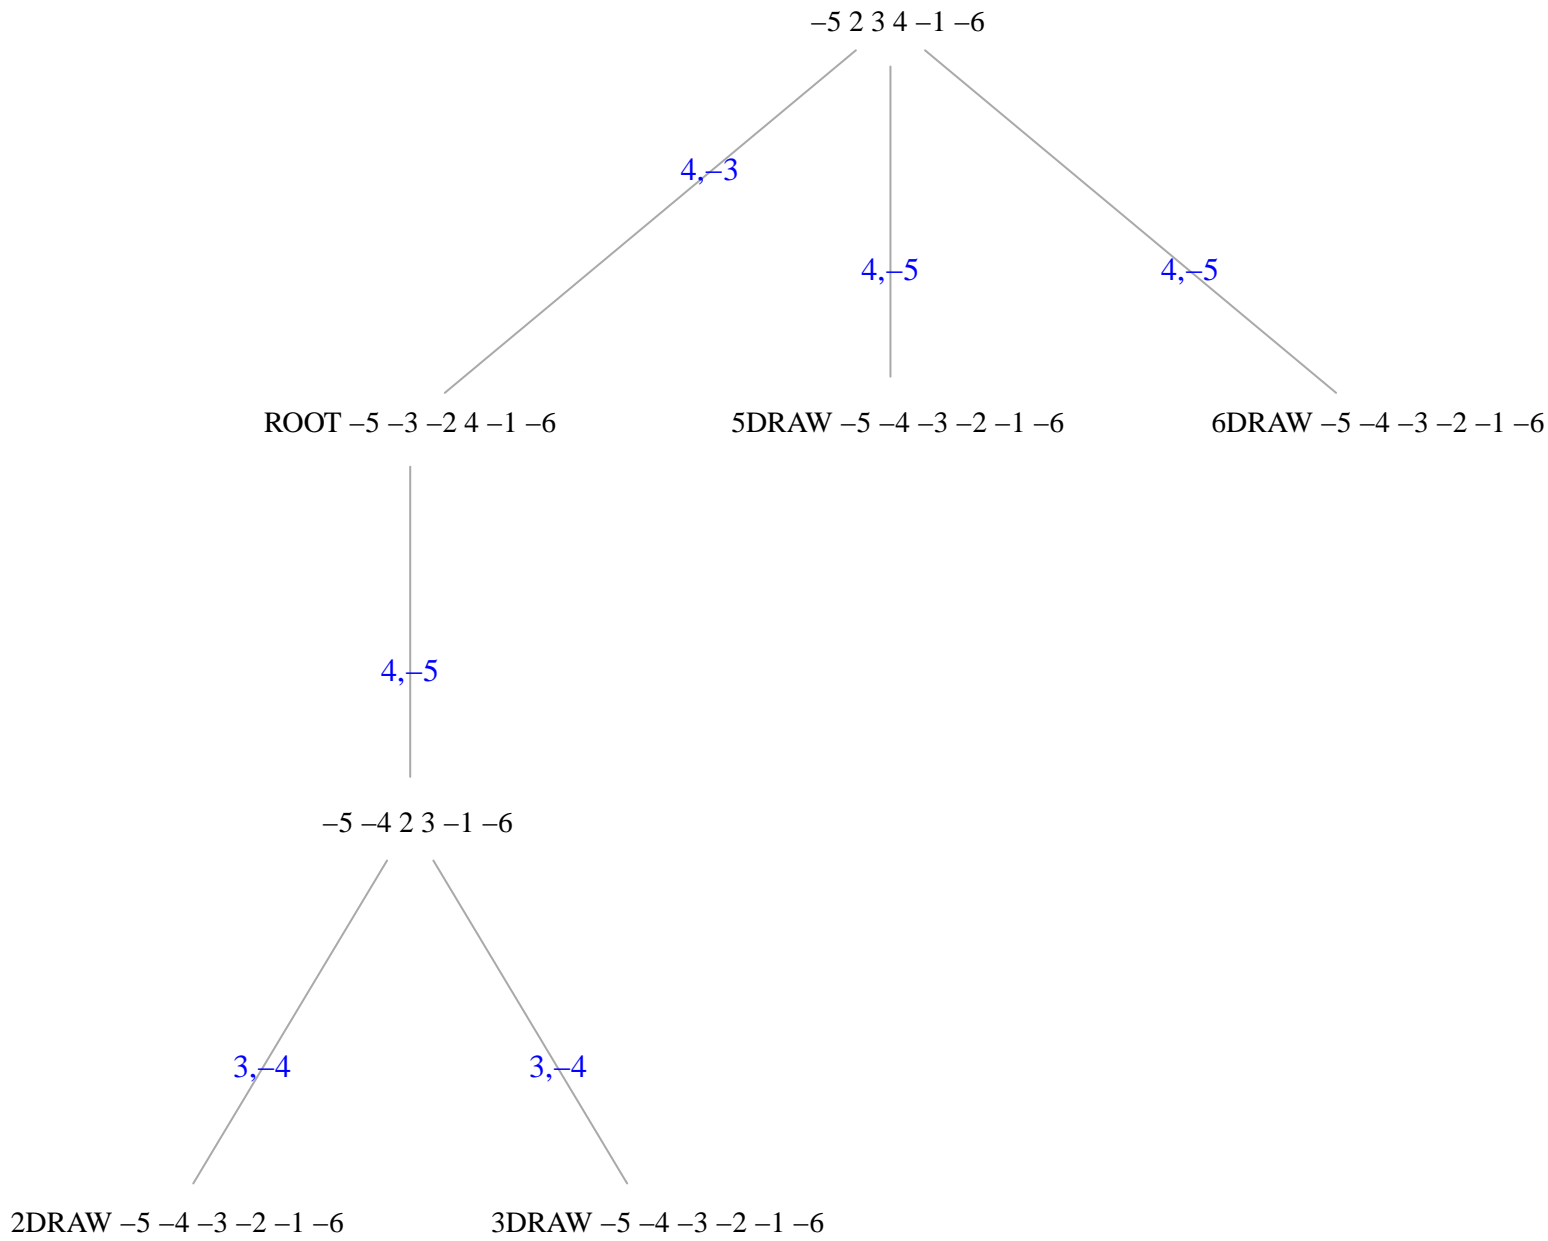 –5 2 3 4 –1 –6
4,–3
4,–5
4,–5
ROOT –5 –3 –2 4 –1 –6
5DRAW –5 –4 –3 –2 –1 –6
6DRAW –5 –4 –3 –2 –1 –6
4,–5
–5 –4 2 3 –1 –6
3,–4
3,–4
2DRAW –5 –4 –3 –2 –1 –6
3DRAW –5 –4 –3 –2 –1 –6